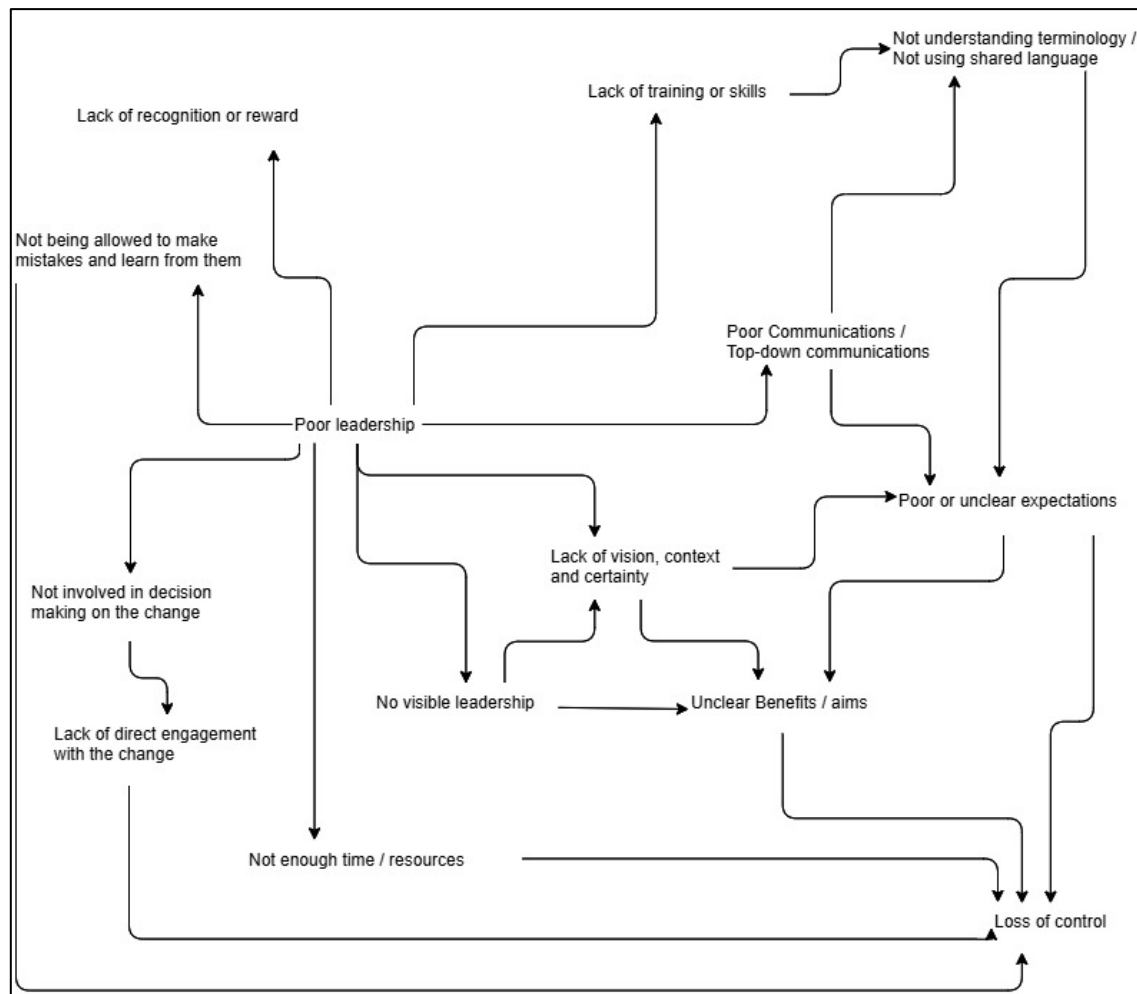 Not understanding terminology /
Not using shared language
Lack of training or skills
Lack of recognition or reward
Not being allowed to make
mistakes and learn from them
Poor Communications /
Top-down communications
Poor leadership
Poor or unclear expectations
Lack of vision, context
and certainty
Not involved in decision
making on the change
No visible leadership
Unclear Benefits / aims
Lack of direct engagement
with the change
Not enough time / resources
Loss of control